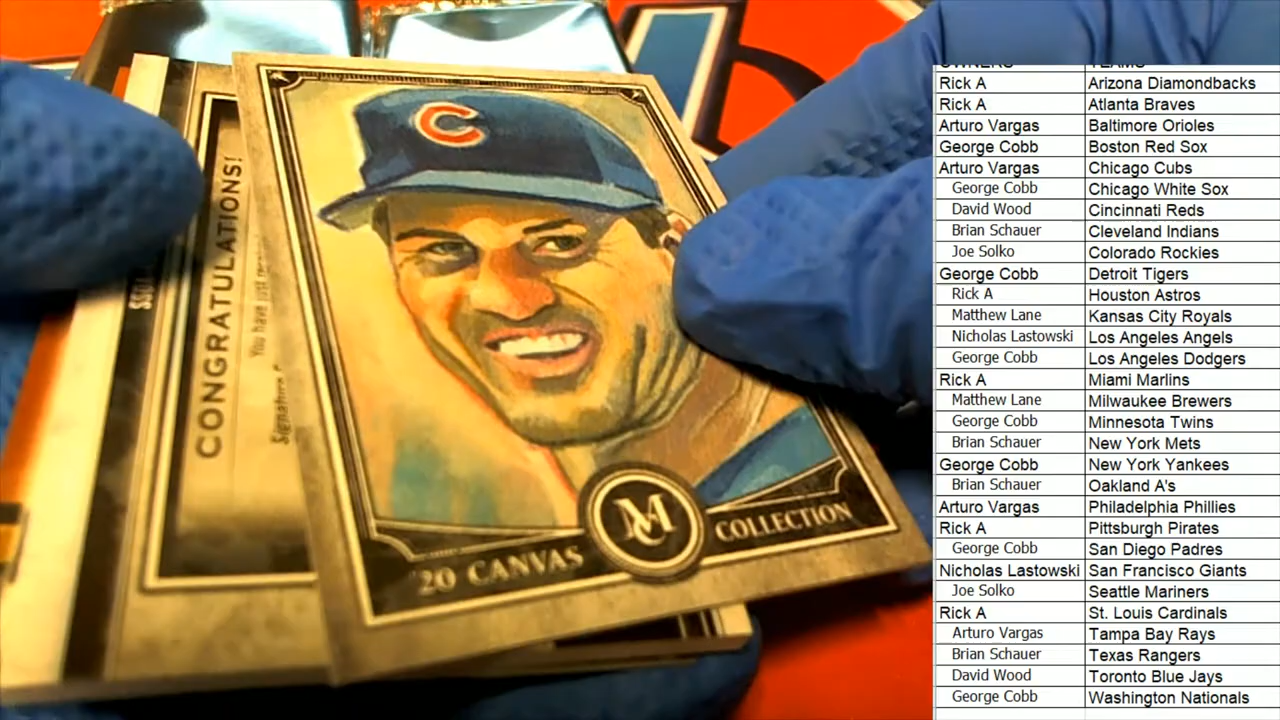 CONGRATULATIONS!
You have just
Signature
C
MC
'20 CANVAS COLLECTION
OWNERS TEAMS
Rick A Arizona Diamondbacks
Rick A Atlanta Braves
Arturo Vargas Baltimore Orioles
George Cobb Boston Red Sox
Arturo Vargas Chicago Cubs
George Cobb Chicago White Sox
David Wood Cincinnati Reds
Brian Schauer Cleveland Indians
Joe Solko Colorado Rockies
George Cobb Detroit Tigers
Rick A Houston Astros
Matthew Lane Kansas City Royals
Nicholas Lastowski Los Angeles Angels
George Cobb Los Angeles Dodgers
Rick A Miami Marlins
Matthew Lane Milwaukee Brewers
George Cobb Minnesota Twins
Brian Schauer New York Mets
George Cobb New York Yankees
Brian Schauer Oakland A's
Arturo Vargas Philadelphia Phillies
Rick A Pittsburgh Pirates
George Cobb San Diego Padres
Nicholas Lastowski San Francisco Giants
Joe Solko Seattle Mariners
Rick A St. Louis Cardinals
Arturo Vargas Tampa Bay Rays
Brian Schauer Texas Rangers
David Wood Toronto Blue Jays
George Cobb Washington Nationals